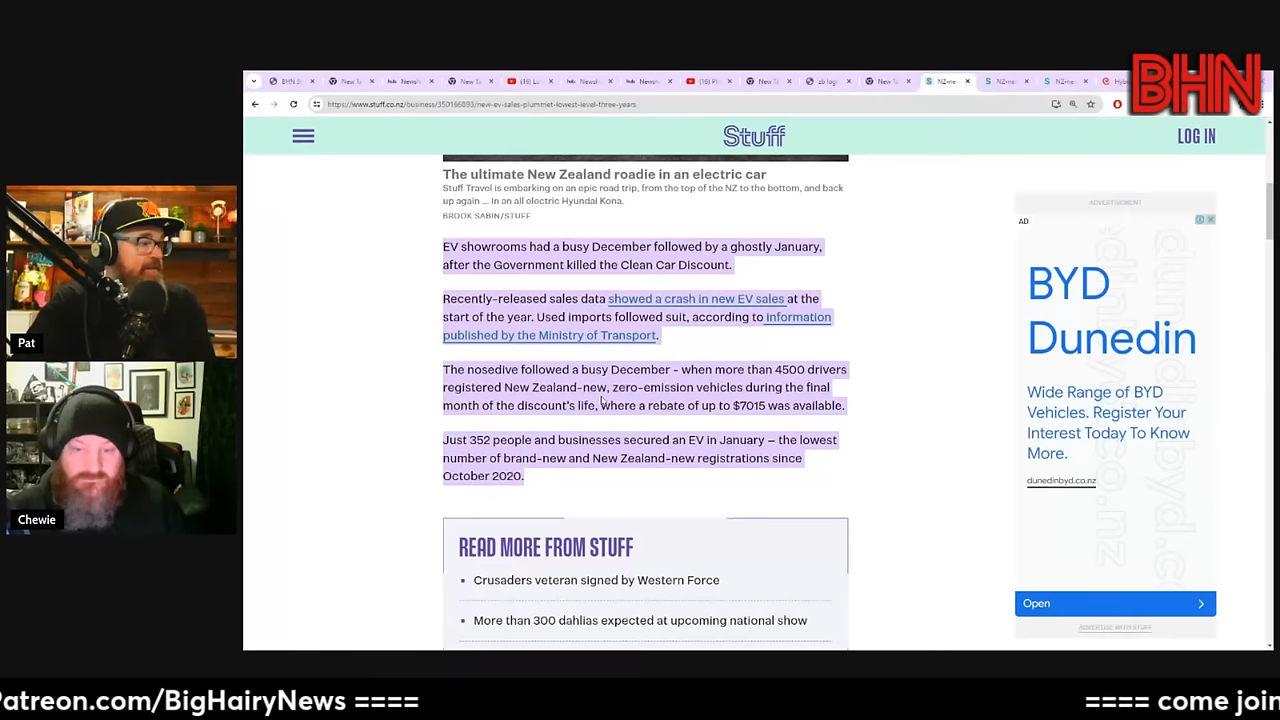 BHN
https://www.stuff.co.nz/business/350166893/new-ev-sales-plummet-lowest-level-three-years
Stuff
LOG IN
The ultimate New Zealand roadie in an electric car
Stuff Travel is embarking on an epic road trip, from the top of the NZ to the bottom, and back
up again ... in an all electric Hyundai Kona.
BROOK SABIN/STUFF
EV showrooms had a busy December followed by a ghostly January,
after the Government killed the Clean Car Discount.
Recently-released sales data showed a crash in new EV sales at the
start of the year. Used imports followed suit, according to information
published by the Ministry of Transport.
The nosedive followed a busy December - when more than 4500 drivers
registered New Zealand-new, zero-emission vehicles during the final
month of the discount's life, where a rebate of up to $7015 was available.
Just 352 people and businesses secured an EV in January – the lowest
number of brand-new and New Zealand-new registrations since
October 2020.
READ MORE FROM STUFF
Crusaders veteran signed by Western Force
More than 300 dahlias expected at upcoming national show
ADVERTISEMENT
AD
BYD
Dunedin
Wide Range of BYD
Vehicles. Register Your
Interest Today To Know
More.
dunedinbyd.co.nz
Open
ADVERTISE WITH STUFF
Pat
Chewie
Patreon.com/BigHairyNews ==== ==== come join